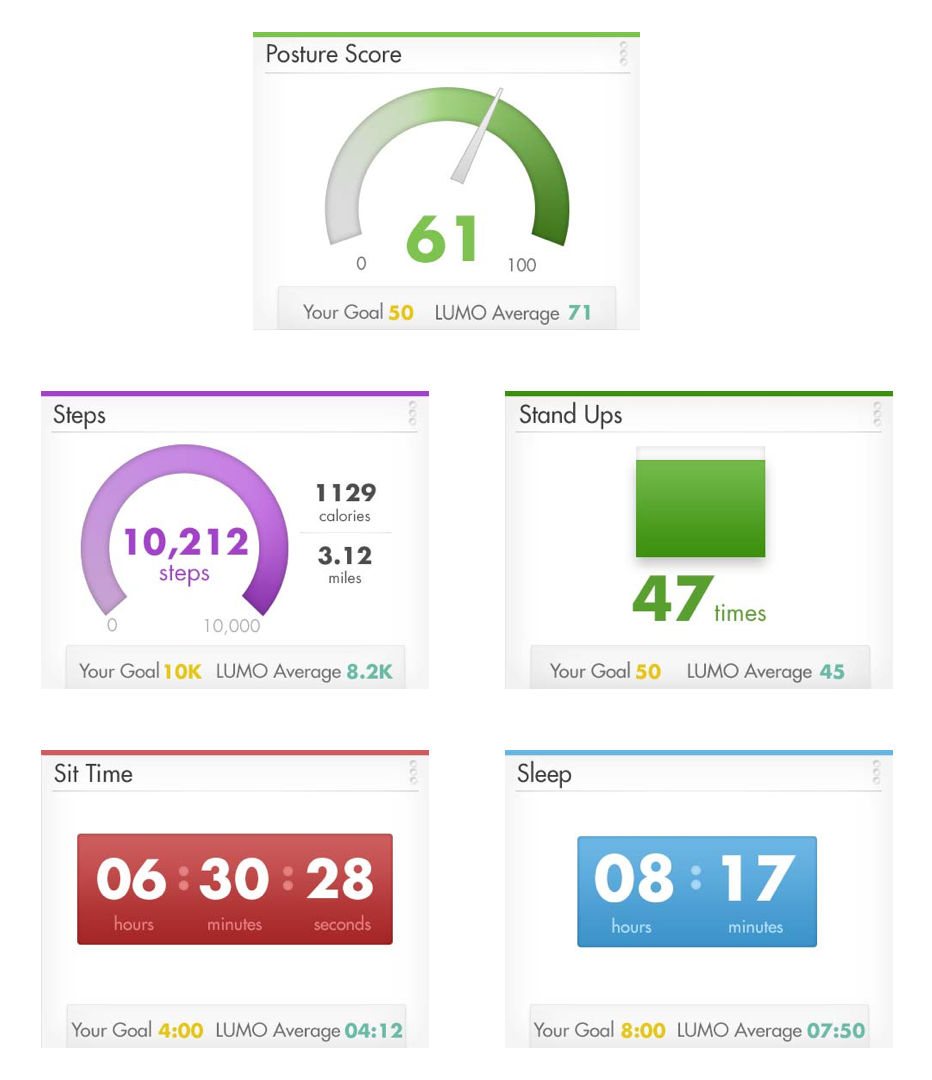 Posture Score
61
0
100
Your Goal 50 LUMO Average 71
Steps
10,212
steps
1129
calories
3.12
miles
0
10,000
Your Goal 10K LUMO Average 8.2K
Stand Ups
47 times
Your Goal 50 LUMO Average 45
Sit Time
06 : 30 : 28
hours minutes seconds
Your Goal 4:00 LUMO Average 04:12
Sleep
08 : 17
hours minutes
Your Goal 8:00 LUMO Average 07:50